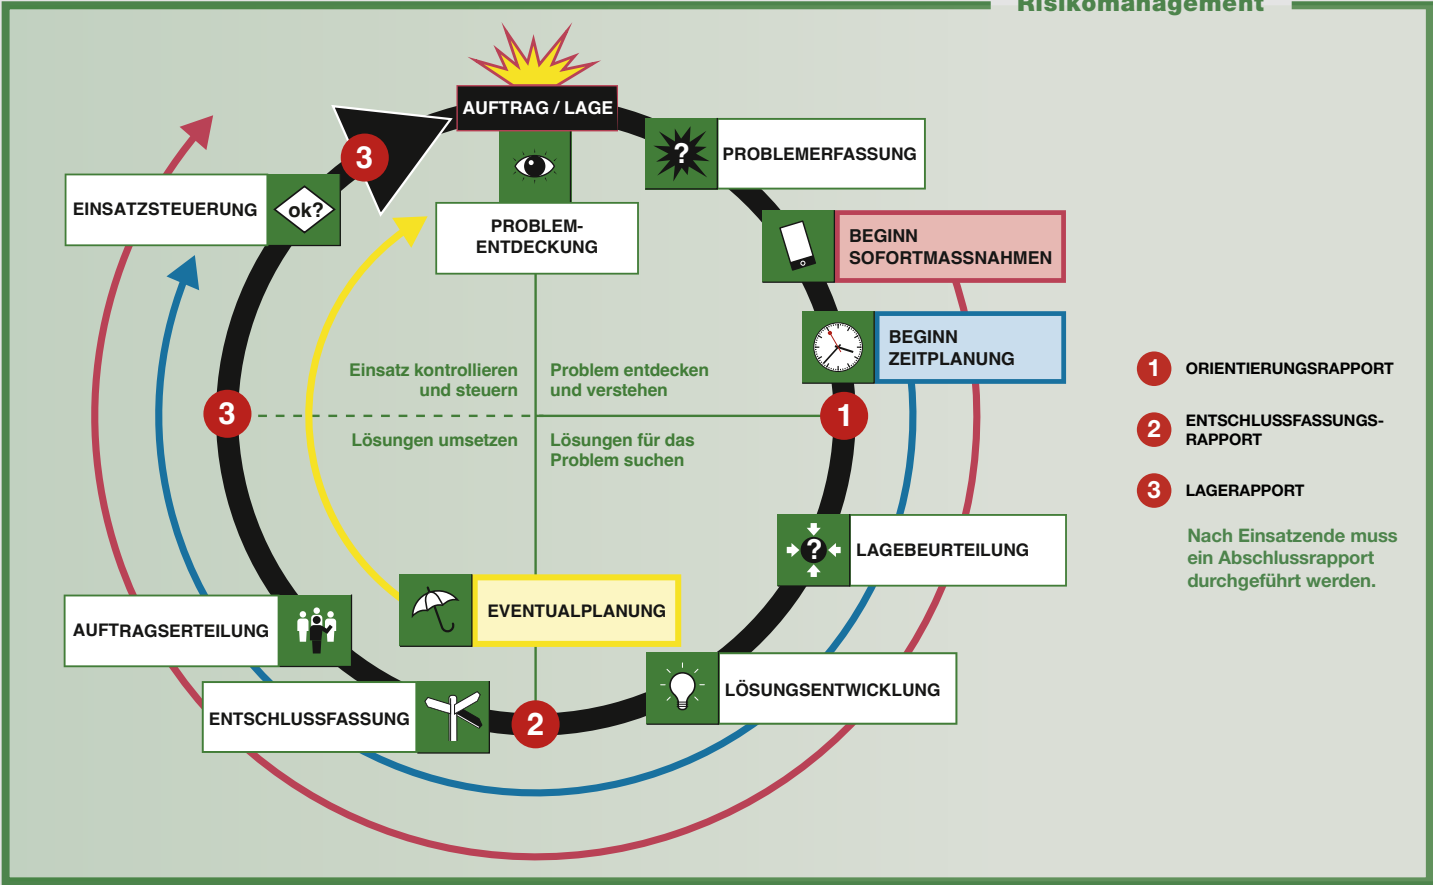 Risikomanagement
AUFTRAG / LAGE
3
?
PROBLEMERFASSUNG
EINSATZSTEUERUNG
ok?
PROBLEM-
ENTDECKUNG
BEGINN
SOFORTMASSNAHMEN
BEGINN
ZEITPLANUNG
Einsatz kontrollieren
und steuern
Problem entdecken
und verstehen
3
1
Lösungen umsetzen
Lösungen für das
Problem suchen
?
LAGEBEURTEILUNG
EVENTUALPLANUNG
AUFTRAGSERTEILUNG
LÖSUNGSENTWICKLUNG
ENTSCHLUSSFASSUNG
2
1
ORIENTIERUNGSRAPPORT
2
ENTSCHLUSSFASSUNGS-
RAPPORT
3
LAGERAPPORT
Nach Einsatzende muss
ein Abschlussrapport
durchgeführt werden.